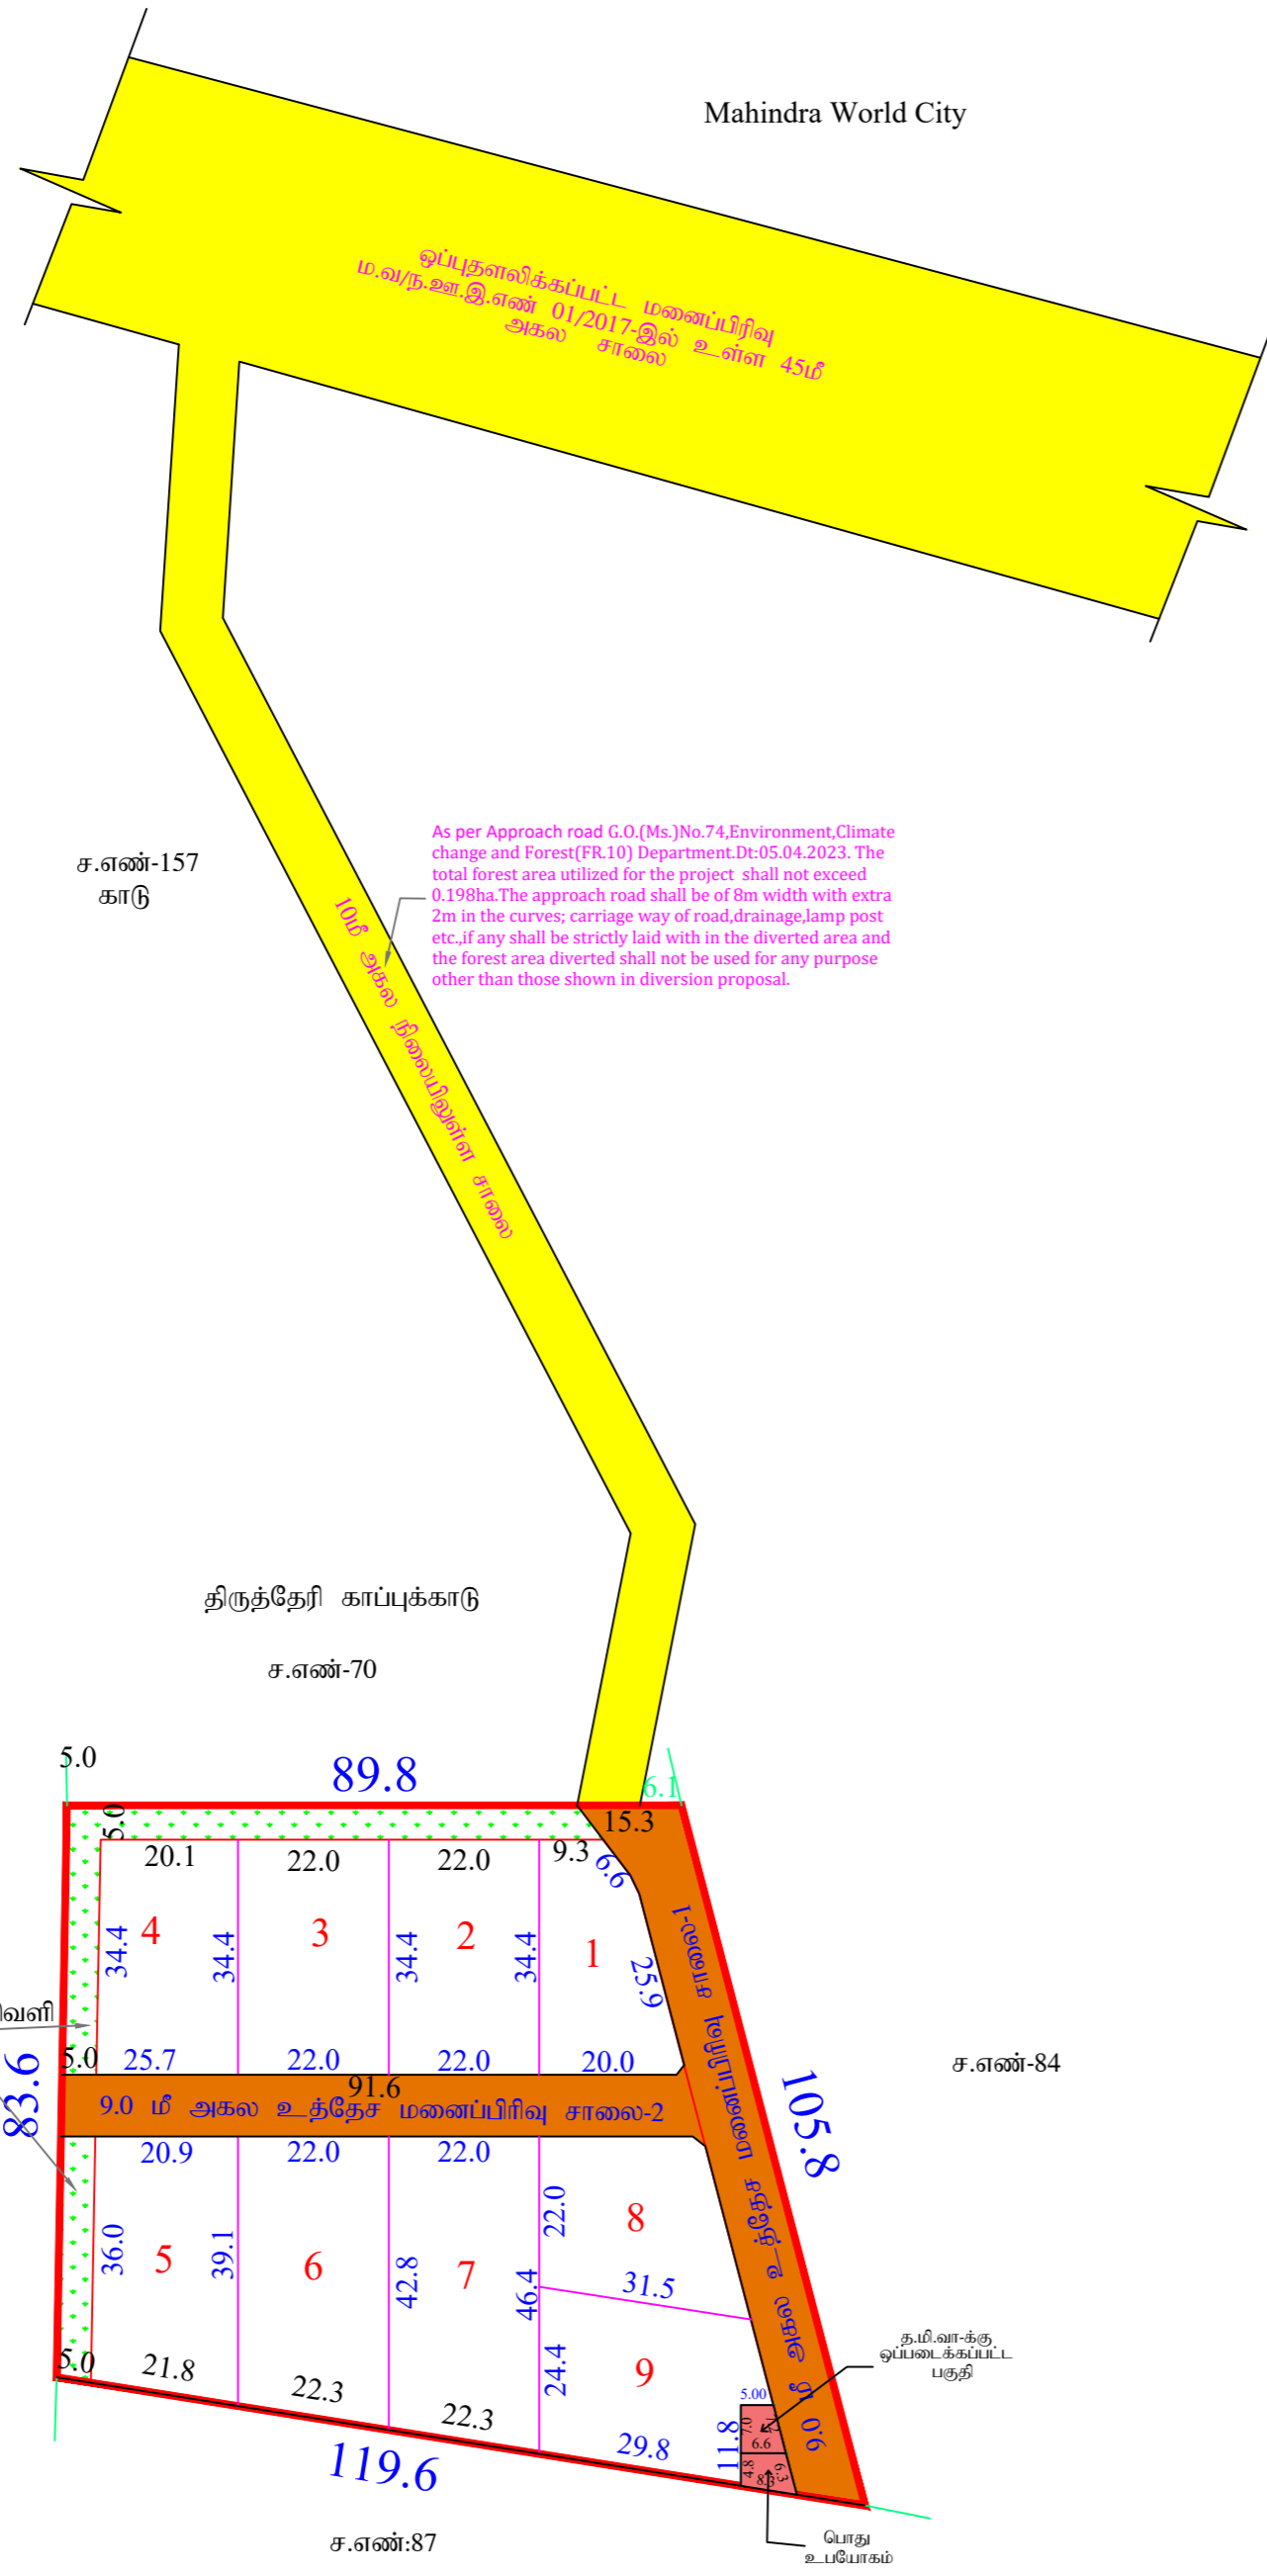 Mahindra World City
ஒப்புதளலிக்கப்பட்ட மனைப்பிரிவு
ம.வ/ந.ஊ.இ.எண் 01/2017-இல் உள்ள 45மீ
அகல சாலை
As per Approach road G.O.(Ms.)No.74,Environment,Climate
change and Forest(FR.10) Department.Dt:05.04.2023. The
total forest area utilized for the project shall not exceed
0.198ha.The approach road shall be of 8m width with extra
2m in the curves; carriage way of road,drainage,lamp post
etc.,if any shall be strictly laid with in the diverted area and
the forest area diverted shall not be used for any purpose
other than those shown in diversion proposal.
ச.எண்-157
காடு
10மீ அகல நிலையிலுள்ள சாலை
திருத்தேரி காப்புக்காடு
ச.எண்-70
5.0
89.8
6.1
5.0
15.3
20.1
22.0
22.0
9.3
6.6
4
3
2
1
34.4
34.4
34.4
34.4
25.9
9.0 மீ அகல உத்தேச மனைப்பிரிவு சாலை-1
வெளி
83.6
5.0
25.7
22.0
22.0
20.0
91.6
9.0 மீ அகல உத்தேச மனைப்பிரிவு சாலை-2
105.8
ச.எண்-84
20.9
22.0
22.0
22.0
8
36.0
5
39.1
6
42.8
7
46.4
31.5
24.4
9
5.0
21.8
22.3
22.3
29.8
119.6
த.மி.வா-க்கு
ஒப்படைக்கப்பட்ட
பகுதி
5.00
11.8
7.0
6.6
4.8
8.3
6.3
பொது
உபயோகம்
ச.எண்:87